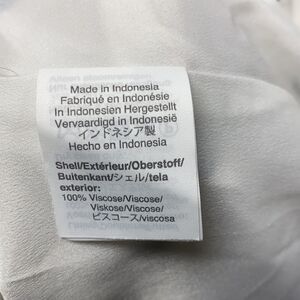 Made in Indonesia
Fabriqué en Indonésie
In Indonesien Hergestellt
Vervaardigd in Indonesië
インドネシア製
Hecho en Indonesia
Shell/Extérieur/Oberstoff/
Buitenkant/シェル/tela
exterior:
100% Viscose/Viscose/
Viskose/Viscose/
ビスコース/viscosa